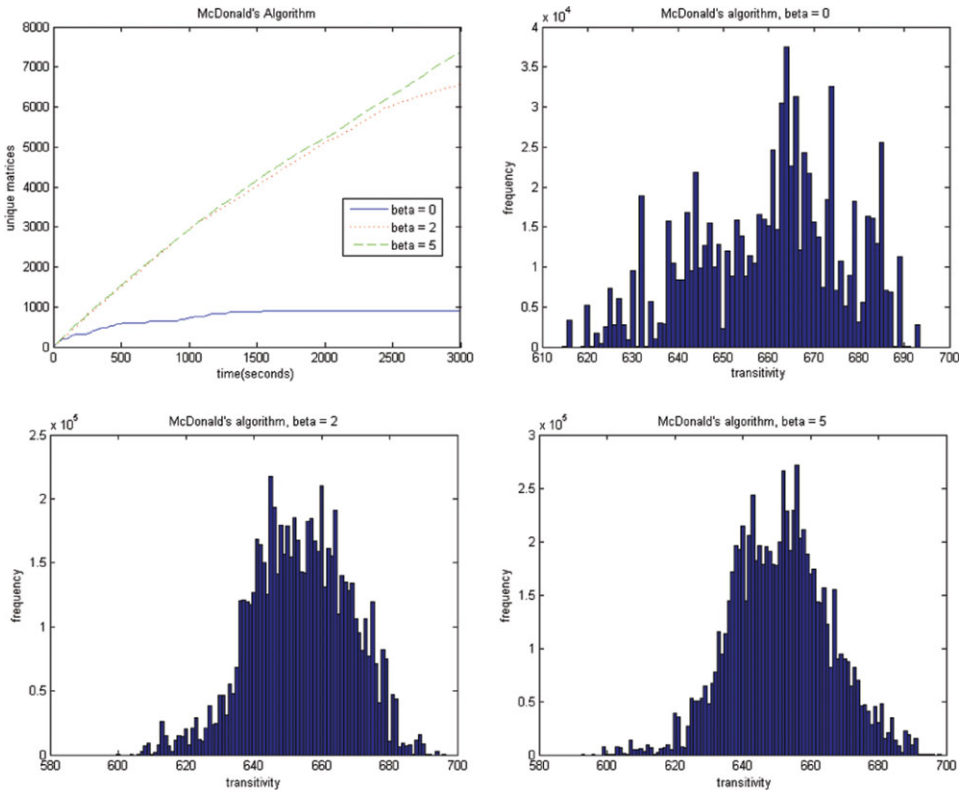 McDonald's Algorithm
8000
7000
6000
5000
4000
3000
2000
1000
0
unique matrices
beta = 0
beta = 2
beta = 5
0 500 1000 1500 2000 2500 3000
time(seconds)
McDonald's algorithm, beta = 0
x 10^4
4
3.5
3
2.5
2
1.5
1
0.5
0
frequency
610 620 630 640 650 660 670 680 690 700
transitivity
McDonald's algorithm, beta = 2
x 10^5
2.5
2
1.5
1
0.5
0
frequency
580 600 620 640 660 680 700
transitivity
McDonald's algorithm, beta = 5
x 10^5
3
2.5
2
1.5
1
0.5
0
frequency
580 600 620 640 660 680 700
transitivity